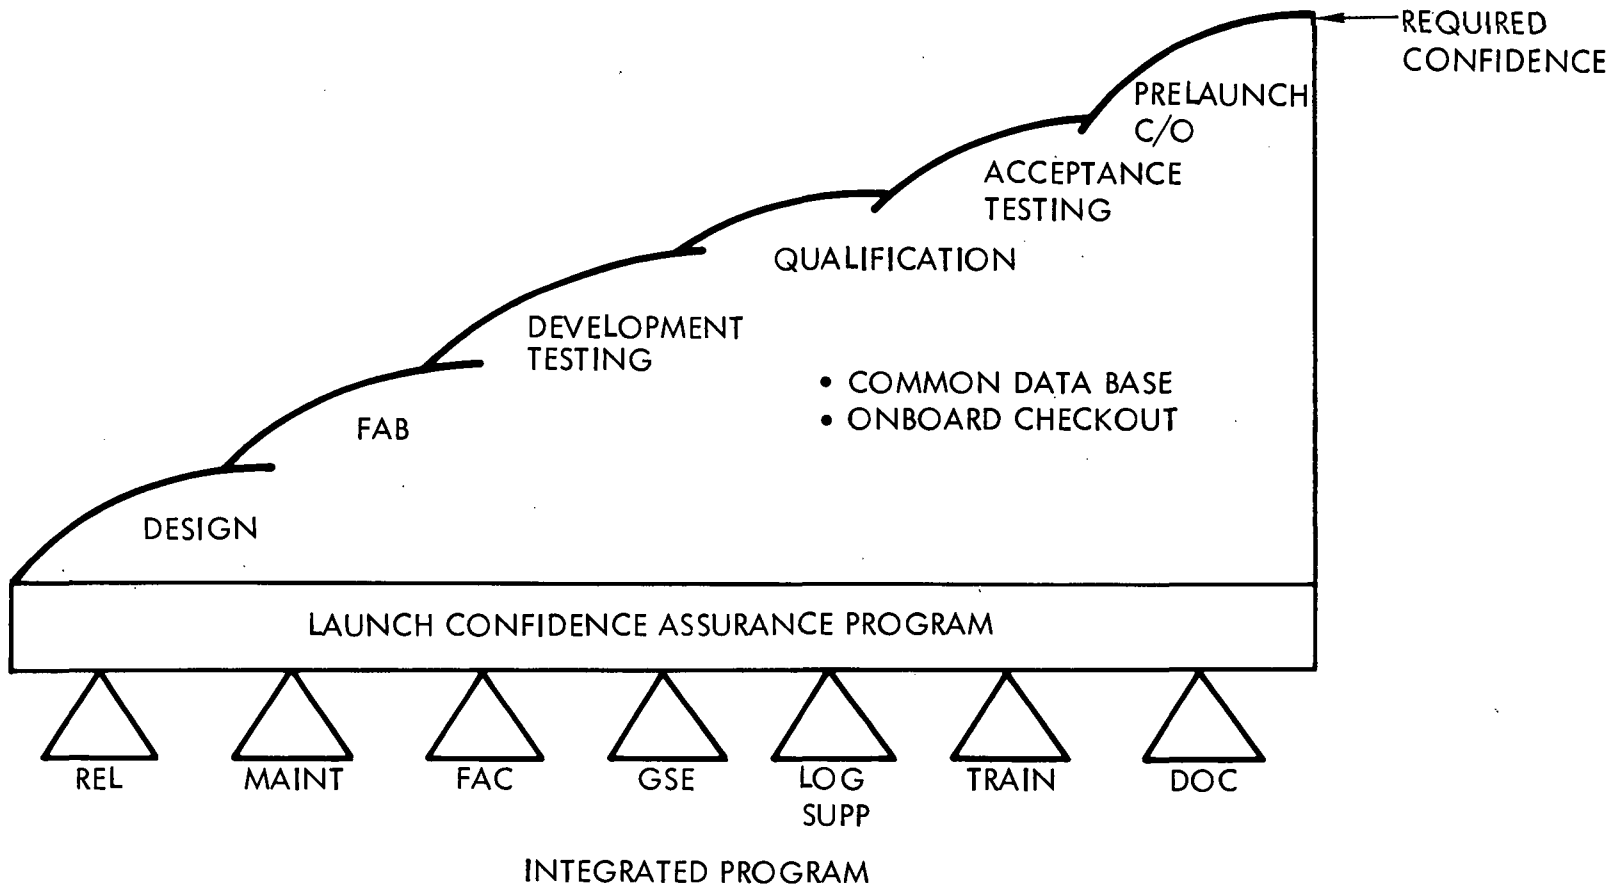 REQUIRED
CONFIDENCE
PRELAUNCH
C/O
ACCEPTANCE
TESTING
QUALIFICATION
DEVELOPMENT
TESTING
• COMMON DATA BASE
• ONBOARD CHECKOUT
FAB
DESIGN
LAUNCH CONFIDENCE ASSURANCE PROGRAM
REL
MAINT
FAC
GSE
LOG
SUPP
TRAIN
DOC
INTEGRATED PROGRAM